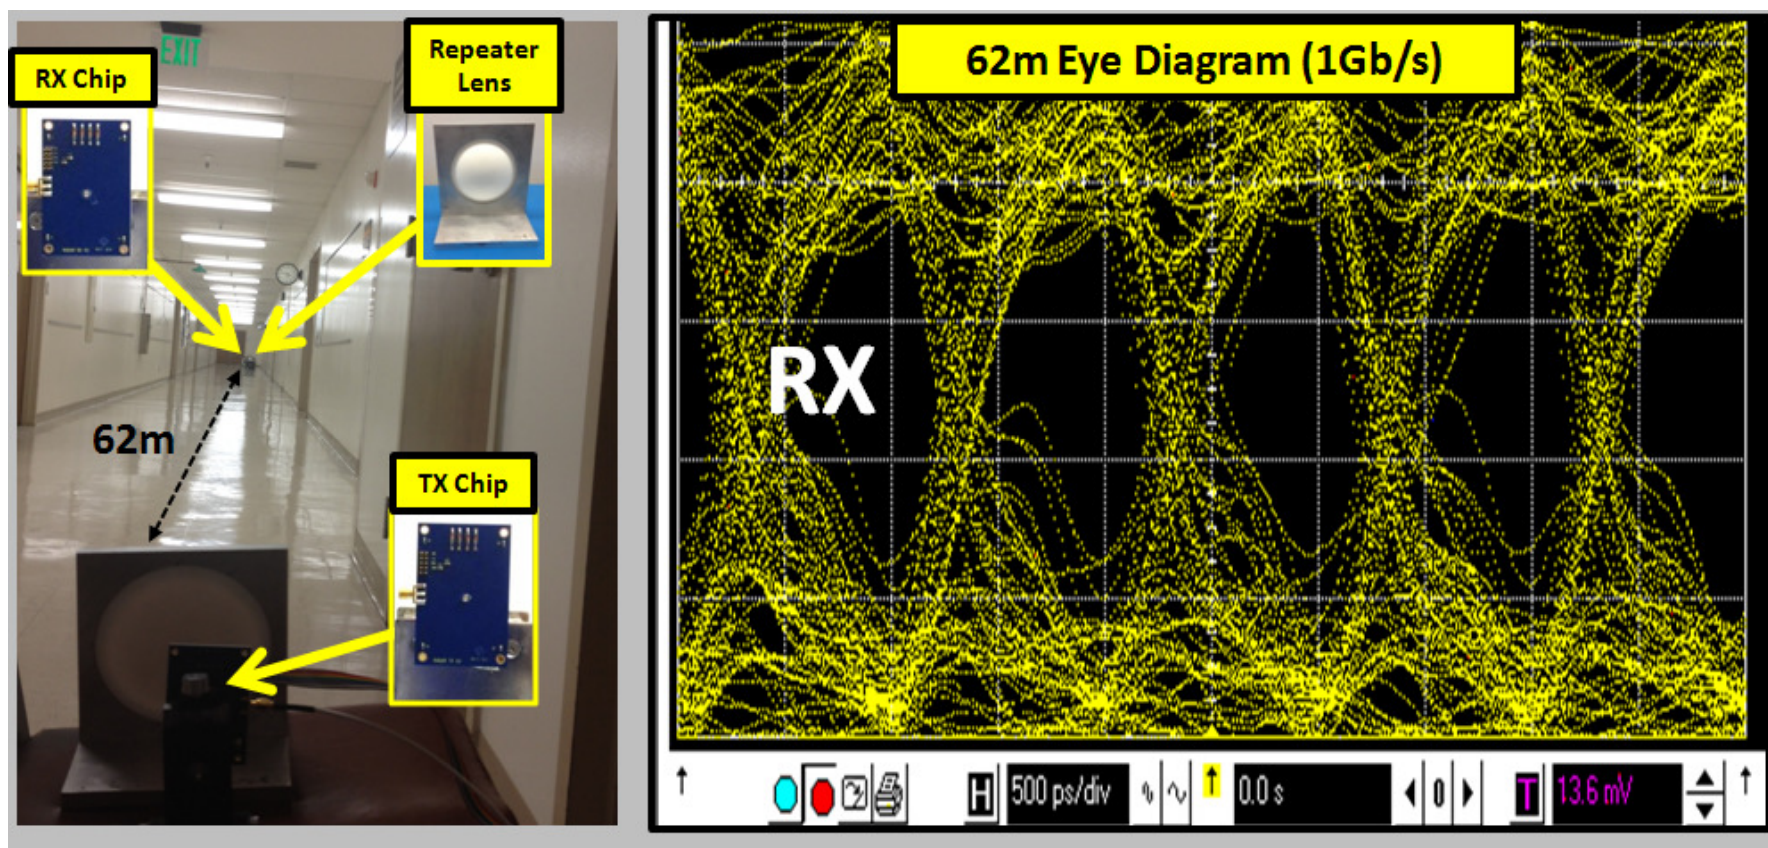 EXIT
RX Chip
Repeater
Lens
62m
TX Chip
62m Eye Diagram (1Gb/s)
RX
H 500 ps/div
0.0 s
0
T 13.6 mV